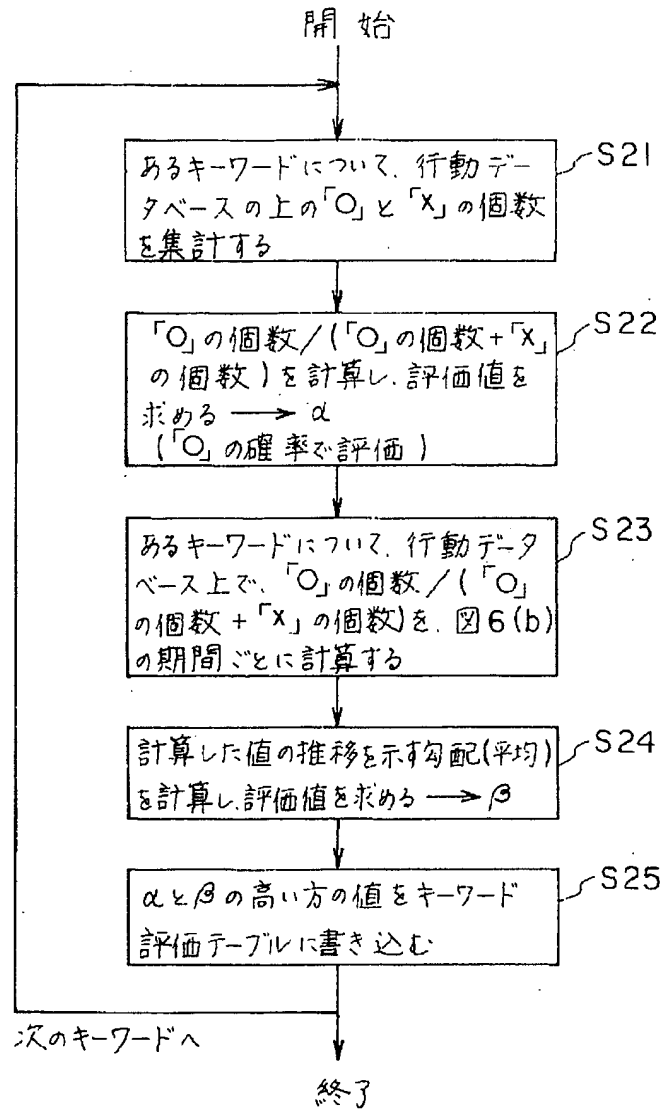 開始
あるキーワードについて、行動デー
タベースの上の「○」と「×」の個数
を集計する
S21
「○」の個数/(「○」の個数+「×」
の個数)を計算し、評価値を
求める → α
(「○」の確率で評価)
S22
あるキーワードについて、行動データ
ベース上で、「○」の個数/(「○」
の個数+「×」の個数)を、図6(b)
の期間ごとに計算する
S23
計算した値の推移を示す勾配(平均)
を計算し、評価値を求める → β
S24
αとβの高い方の値をキーワード
評価テーブルに書き込む
S25
次のキーワードへ
終了